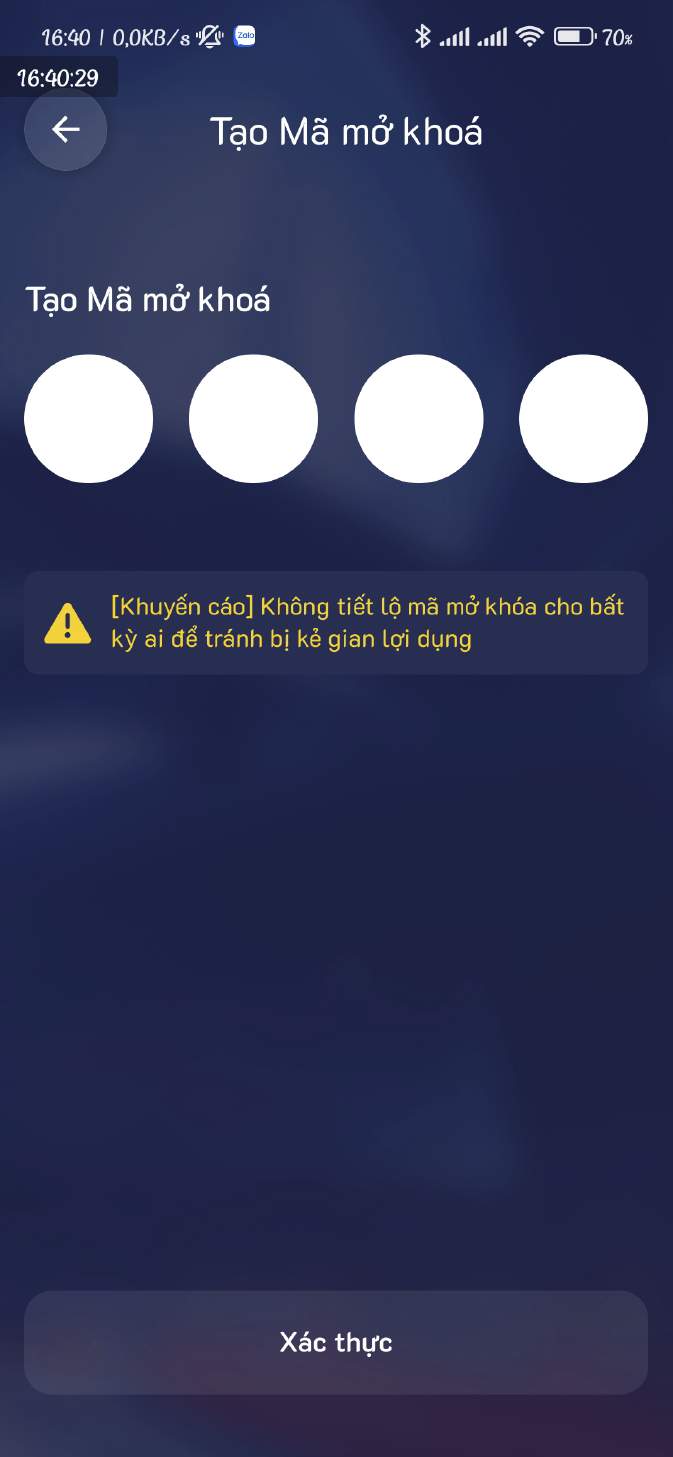 16:40 | 0,0KB/s Zalo 70%
16:40:29
Tạo Mã mở khoá
Tạo Mã mở khoá
[Khuyến cáo] Không tiết lộ mã mở khóa cho bất
kỳ ai để tránh bị kẻ gian lợi dụng
Xác thực